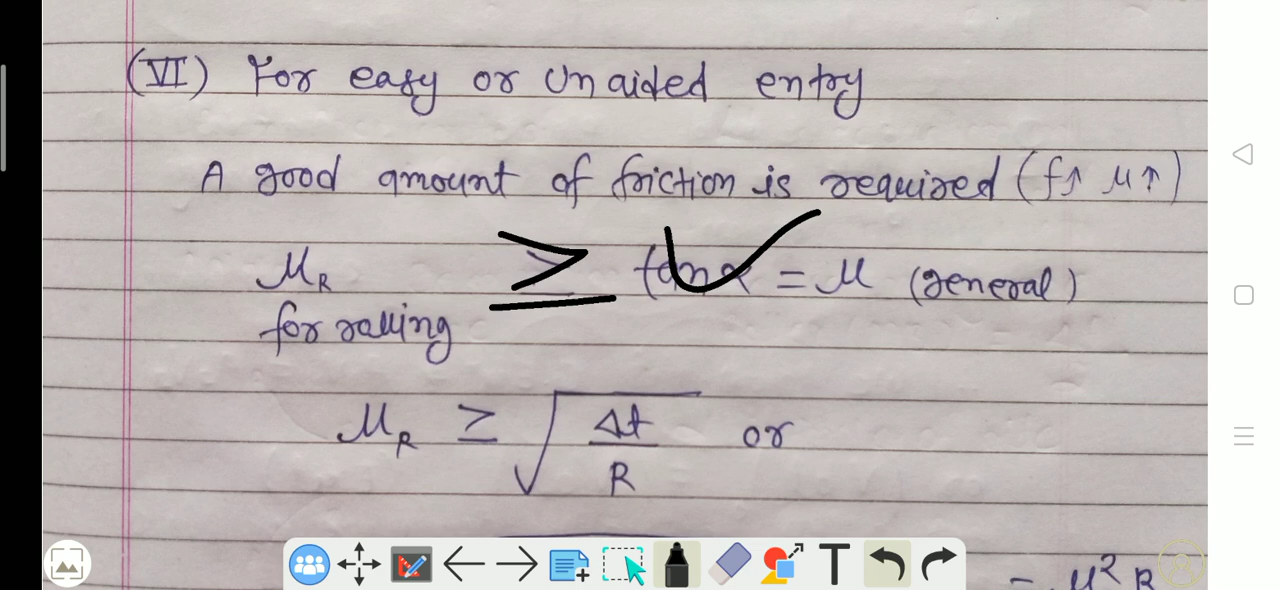 (VI) For easy or Unaided entry
A good amount of friction is required (f↑ μ↑)
μR ≥ tanα = μ (general)
for rolling
μR ≥ √(Δt/R) or
= μ² R
T